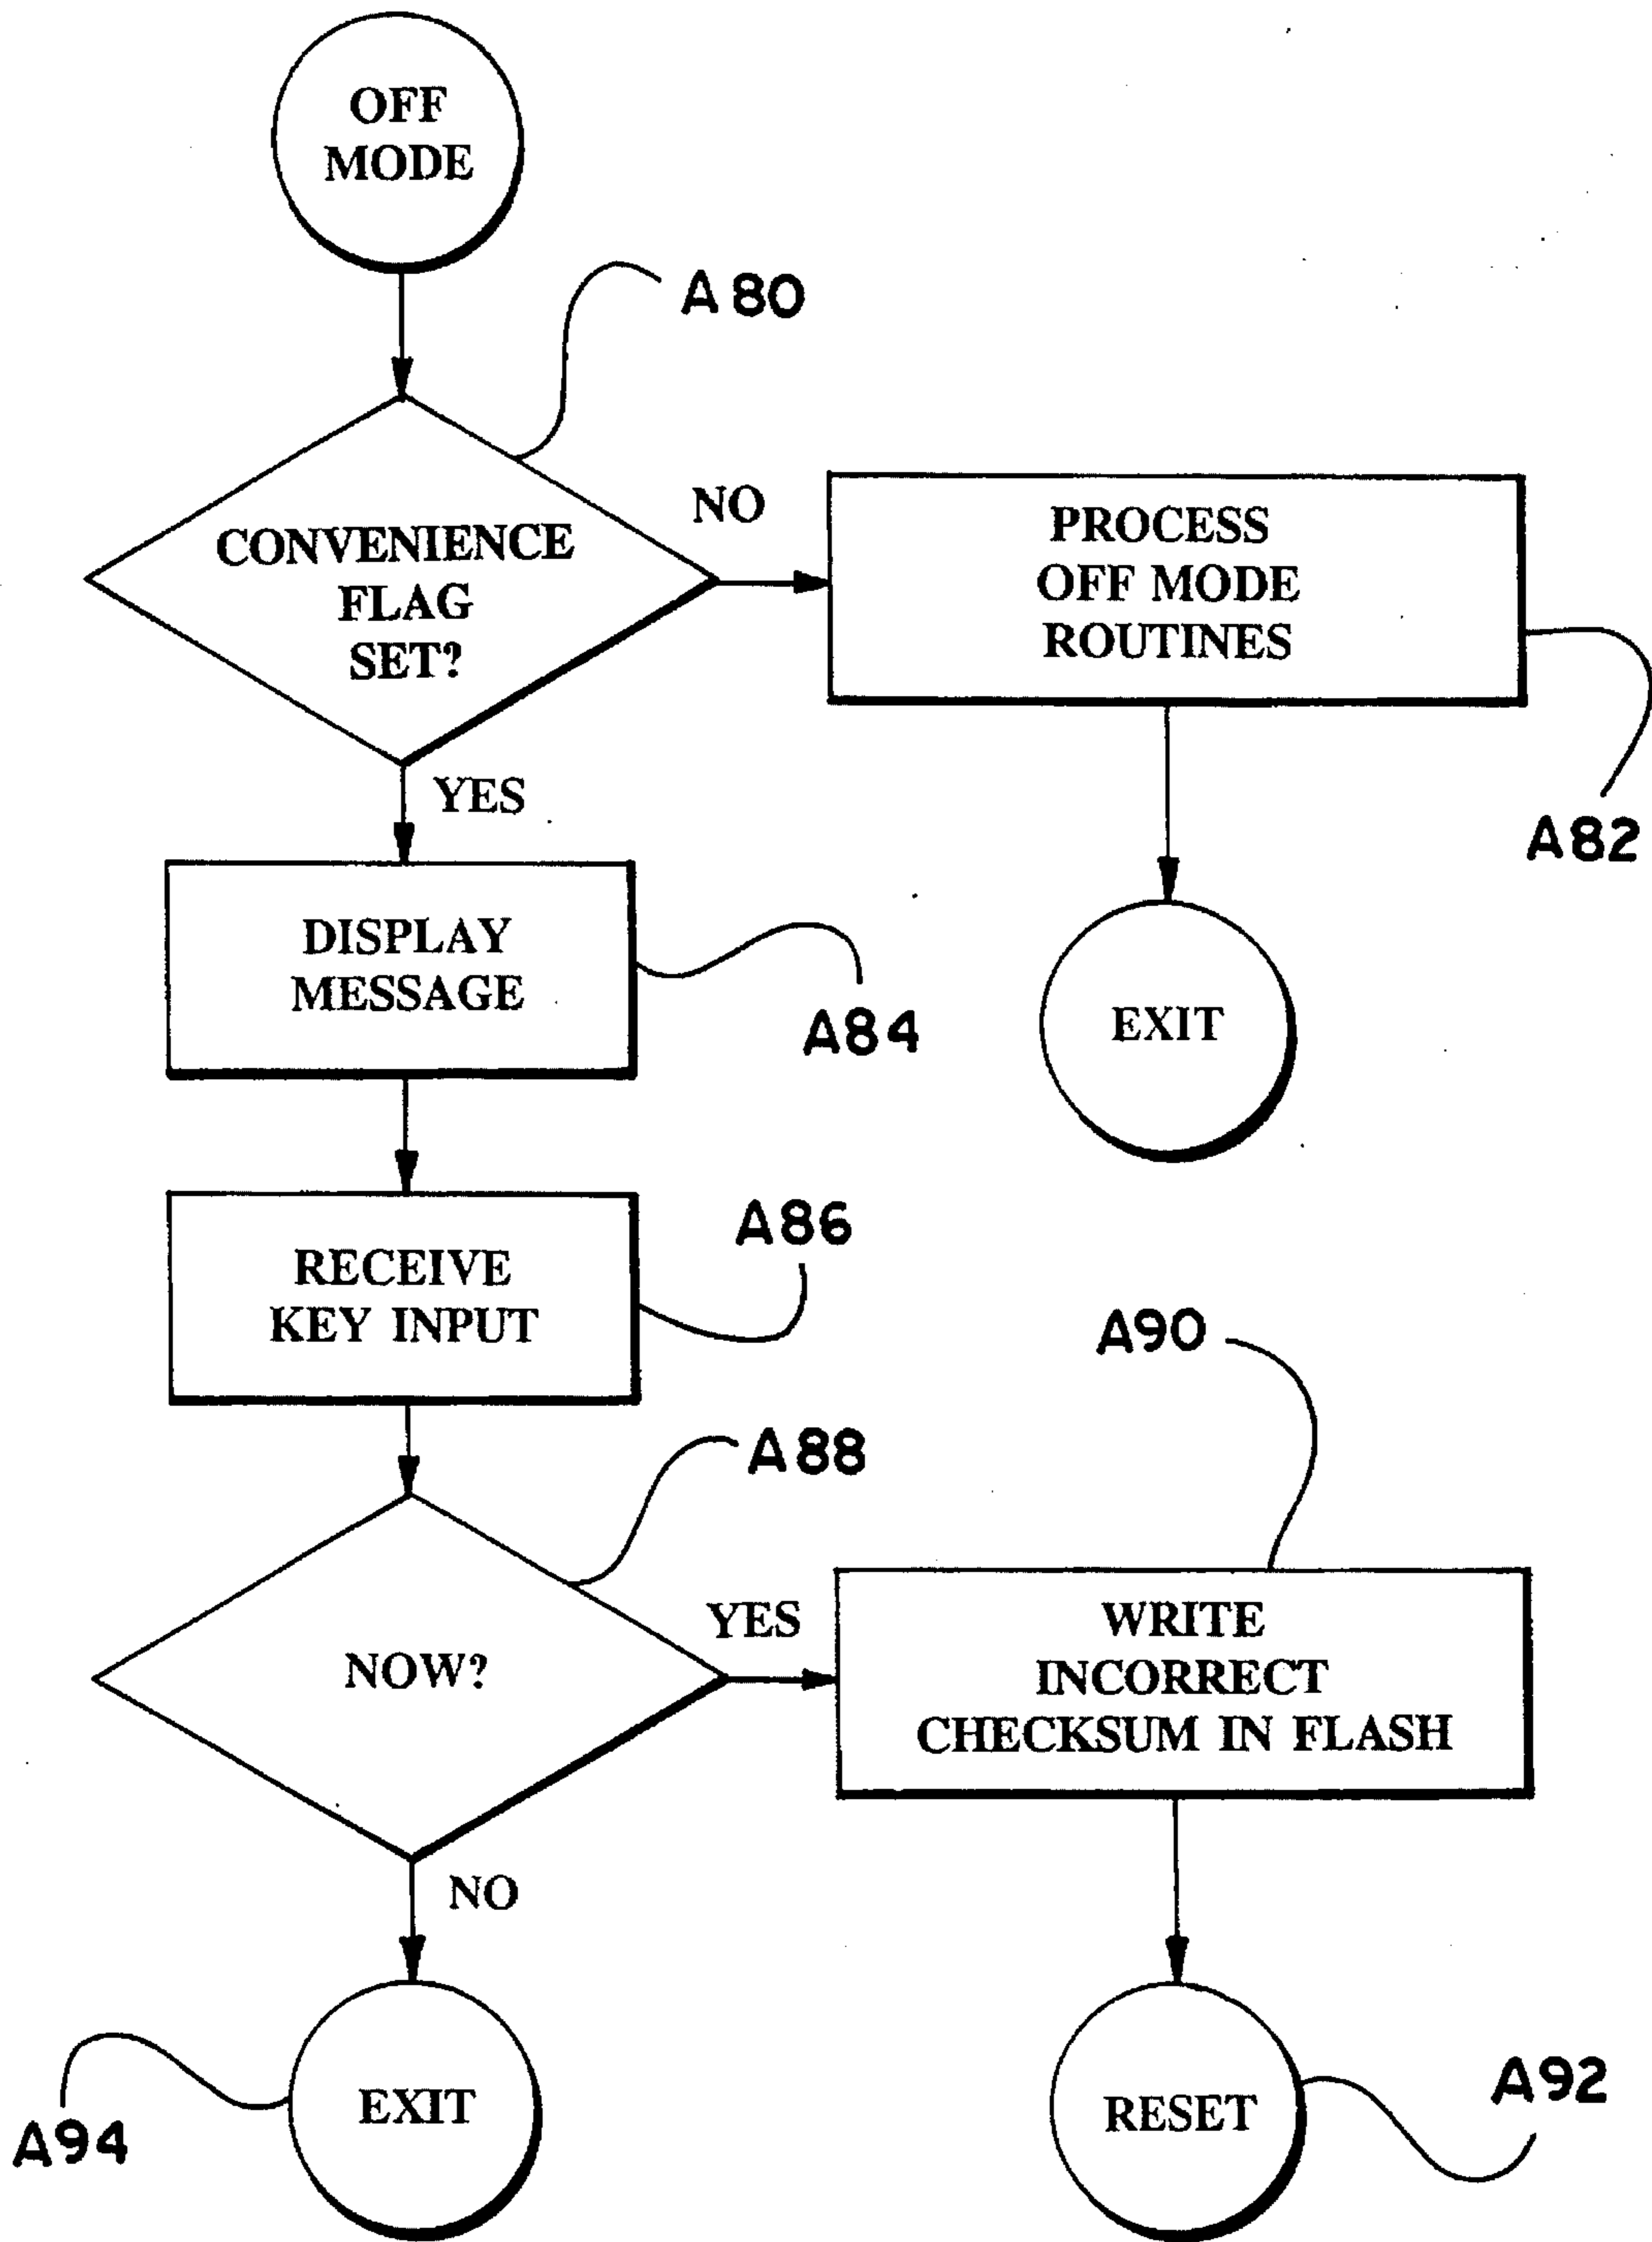 OFF
MODE
A80
CONVENIENCE
FLAG
SET?
NO
PROCESS
OFF MODE
ROUTINES
A82
YES
DISPLAY
MESSAGE
A84
EXIT
RECEIVE
KEY INPUT
A86
A90
A88
NOW?
YES
WRITE
INCORRECT
CHECKSUM IN FLASH
NO
EXIT
A94
RESET
A92